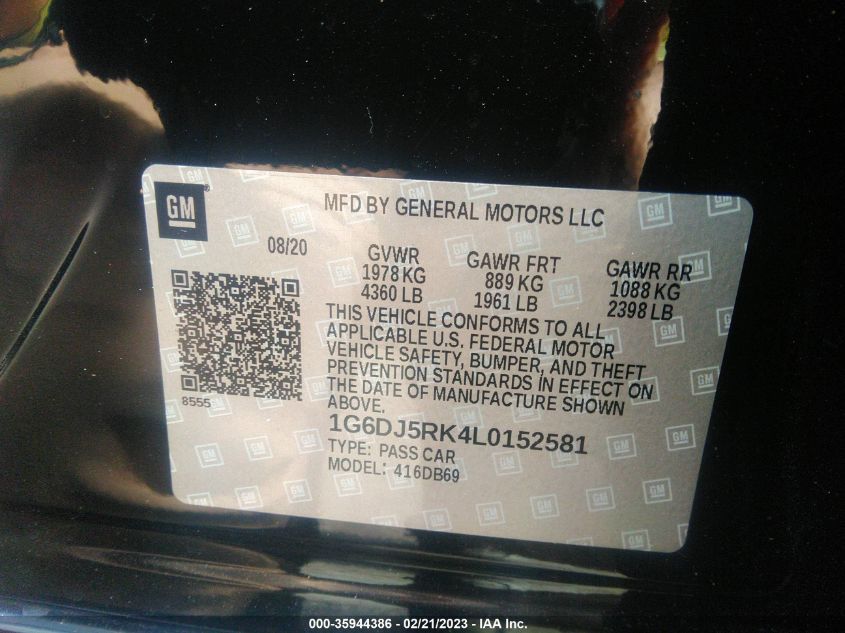 GM
MFD BY GENERAL MOTORS LLC
08/20
GVWR
1978 KG
4360 LB
GAWR FRT
889 KG
1961 LB
GAWR RR
1088 KG
2398 LB
THIS VEHICLE CONFORMS TO ALL
APPLICABLE U.S. FEDERAL MOTOR
VEHICLE SAFETY, BUMPER, AND THEFT
PREVENTION STANDARDS IN EFFECT ON
THE DATE OF MANUFACTURE SHOWN
ABOVE.
8555
1G6DJ5RK4L0152581
TYPE: PASS CAR
MODEL: 416DB69
000-35944386 - 02/21/2023 - IAA Inc.